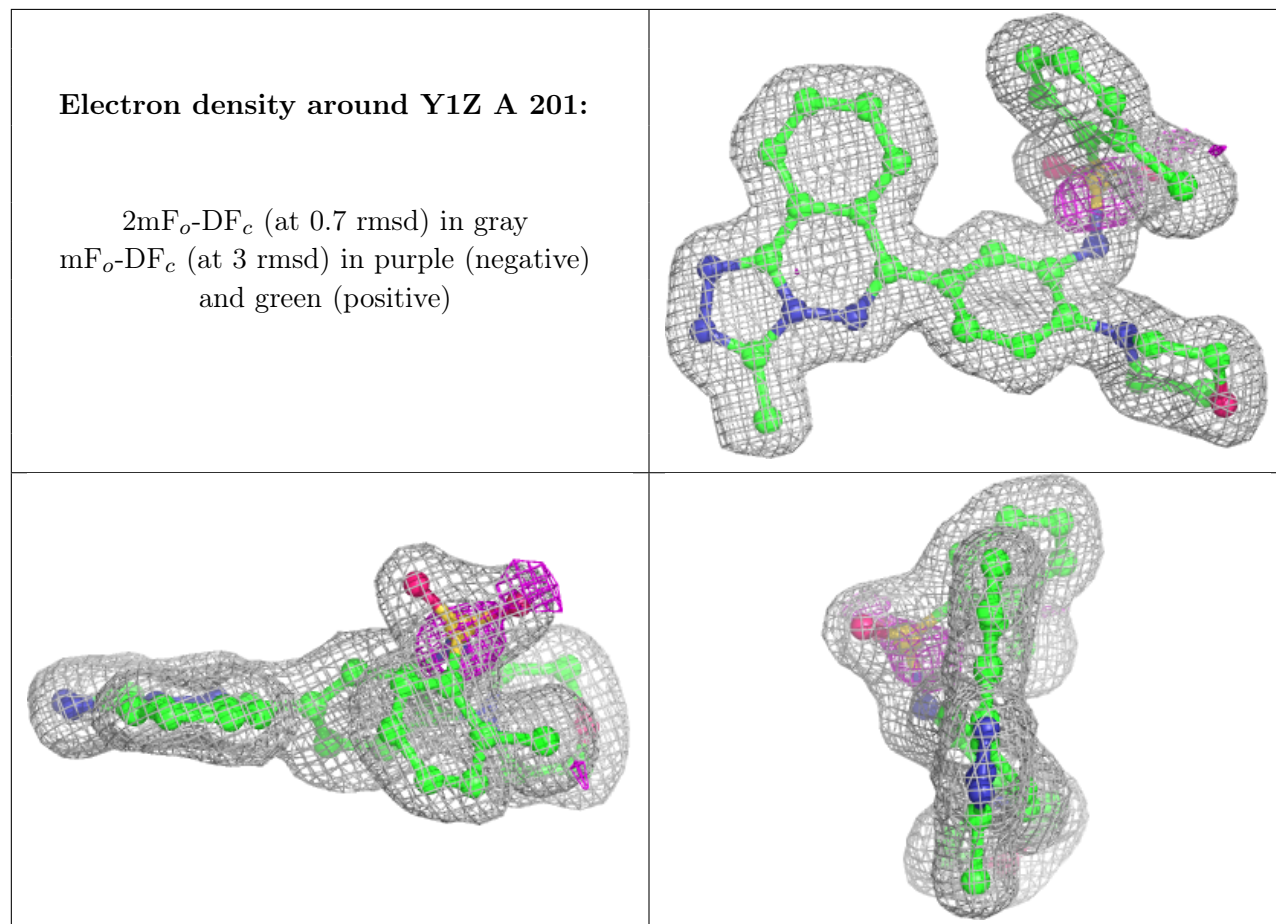 Electron density around Y1Z A 201:
2mFo-DFc (at 0.7 rmsd) in gray
mFo-DFc (at 3 rmsd) in purple (negative)
and green (positive)